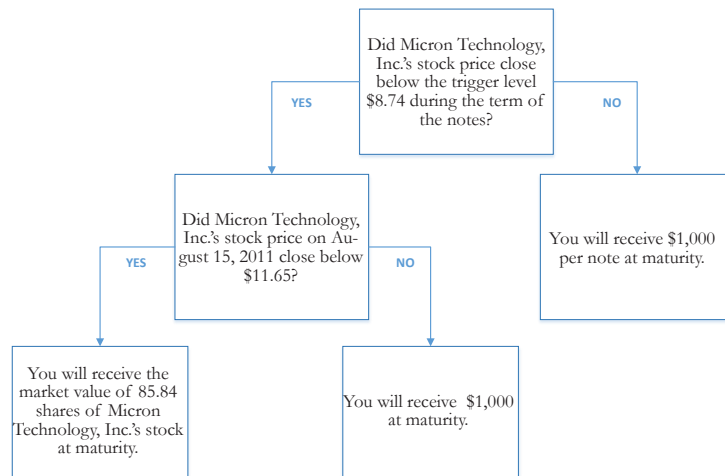 Did Micron Technology,
Inc.'s stock price close
below the trigger level
$8.74 during the term of
the notes?
YES
NO
Did Micron Technology,
Inc.'s stock price on Au-
gust 15, 2011 close below
$11.65?
You will receive $1,000
per note at maturity.
YES
NO
You will receive the
market value of 85.84
shares of Micron
Technology, Inc.'s stock
at maturity.
You will receive $1,000
at maturity.